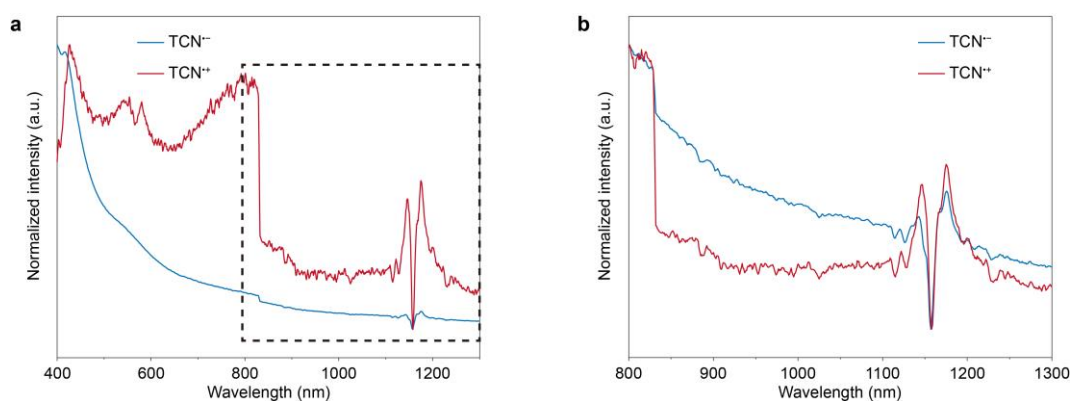 a
TCN•−
TCN•+
Normalized intensity (a.u.)
400 600 800 1000 1200
Wavelength (nm)
b
TCN•−
TCN•+
Normalized intensity (a.u.)
800 900 1000 1100 1200 1300
Wavelength (nm)